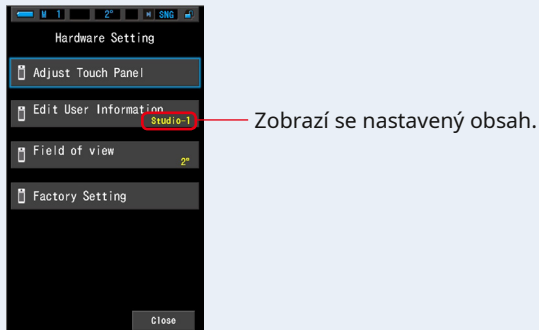 M 1 2° M SNG
Hardware Setting
Adjust Touch Panel
Edit User Information
Studio-1
Zobrazí se nastavený obsah.
Field of view
2°
Factory Setting
Close